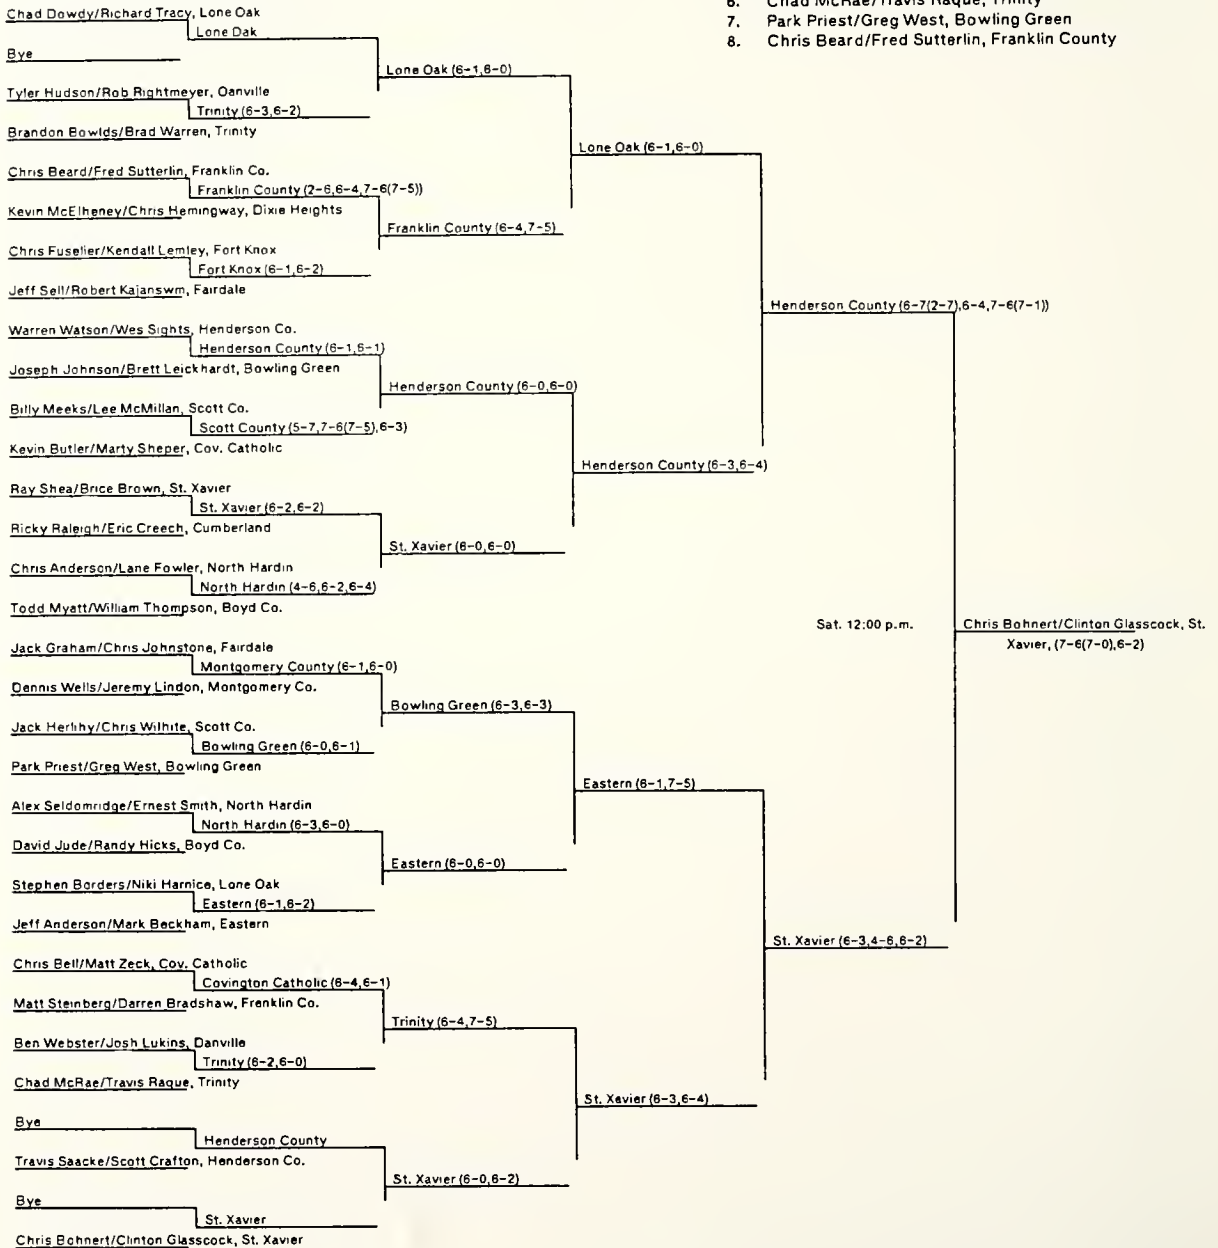 6. Chad McRae/Travis Raque, Trinity
7. Park Priest/Greg West, Bowling Green
8. Chris Beard/Fred Sutterlin, Franklin County
Chad Dowdy/Richard Tracy, Lone Oak
Lone Oak
Bye
Lone Oak (6-1,6-0)
Tyler Hudson/Rob Rightmeyer, Danville
Trinity (6-3,6-2)
Brandon Bowlds/Brad Warren, Trinity
Lone Oak (6-1,6-0)
Chris Beard/Fred Sutterlin, Franklin Co.
Franklin County (2-6,6-4,7-6(7-5))
Kevin McElheney/Chris Hemingway, Dixie Heights
Franklin County (6-4,7-5)
Chris Fuselier/Kendall Lemley, Fort Knox
Fort Knox (6-1,6-2)
Jeff Sell/Robert Kajanswm, Fairdale
Henderson County (6-7(2-7),6-4,7-6(7-1))
Warren Watson/Wes Sights, Henderson Co.
Henderson County (6-1,6-1)
Joseph Johnson/Brett Leickhardt, Bowling Green
Henderson County (6-0,6-0)
Billy Meeks/Lee McMillan, Scott Co.
Scott County (5-7,7-6(7-5),6-3)
Kevin Butler/Marty Sheper, Cov. Catholic
Henderson County (6-3,6-4)
Ray Shea/Brice Brown, St. Xavier
St. Xavier (6-2,6-2)
Ricky Raleigh/Eric Creech, Cumberland
St. Xavier (6-0,6-0)
Chris Anderson/Lane Fowler, North Hardin
North Hardin (4-6,6-2,6-4)
Todd Myatt/William Thompson, Boyd Co.
Sat. 12:00 p.m.
Chris Bohnert/Clinton Glasscock, St.
Xavier, (7-6(7-0),6-2)
Jack Graham/Chris Johnstone, Fairdale
Montgomery County (6-1,6-0)
Dennis Wells/Jeremy Lindon, Montgomery Co.
Bowling Green (6-3,6-3)
Jack Herlihy/Chris Wilhite, Scott Co.
Bowling Green (6-0,6-1)
Park Priest/Greg West, Bowling Green
Eastern (6-1,7-5)
Alex Seldomridge/Ernest Smith, North Hardin
North Hardin (6-3,6-0)
David Jude/Randy Hicks, Boyd Co.
Eastern (6-0,6-0)
Stephen Borders/Niki Harnice, Lone Oak
Eastern (6-1,6-2)
Jeff Anderson/Mark Beckham, Eastern
St. Xavier (6-3,4-6,6-2)
Chris Bell/Matt Zeck, Cov. Catholic
Covington Catholic (6-4,6-1)
Matt Steinberg/Darren Bradshaw, Franklin Co.
Trinity (6-4,7-5)
Ben Webster/Josh Lukins, Danville
Trinity (6-2,6-0)
Chad McRae/Travis Raque, Trinity
St. Xavier (6-3,6-4)
Bye
Henderson County
Travis Saacke/Scott Crafton, Henderson Co.
St. Xavier (6-0,6-2)
Bye
St. Xavier
Chris Bohnert/Clinton Glasscock, St. Xavier